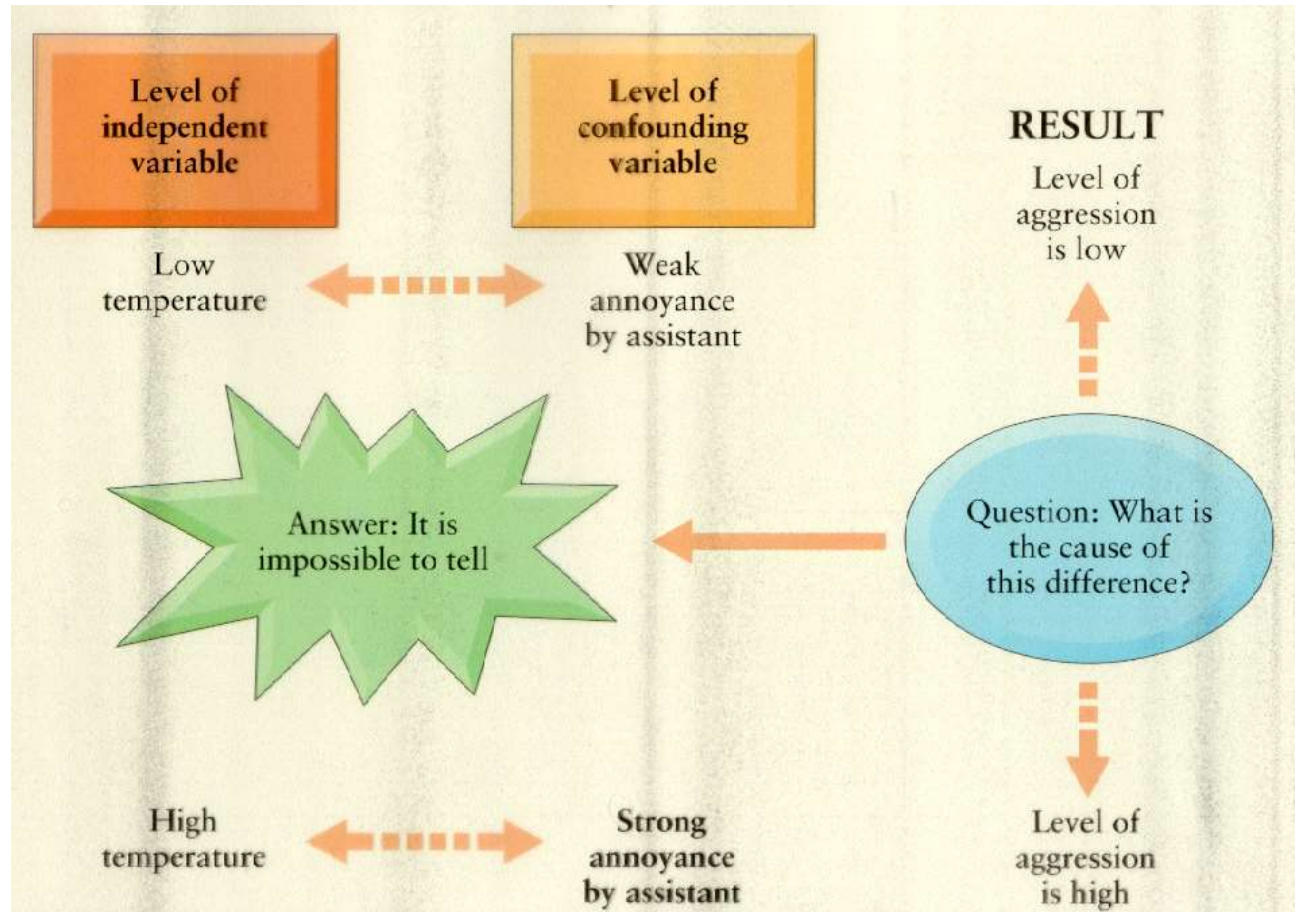 Level of
independent
variable
Level of
confounding
variable
RESULT
Level of
aggression
is low
Low
temperature
Weak
annoyance
by assistant
Answer: It is
impossible to tell
Question: What is
the cause of
this difference?
High
temperature
Strong
annoyance
by assistant
Level of
aggression
is high